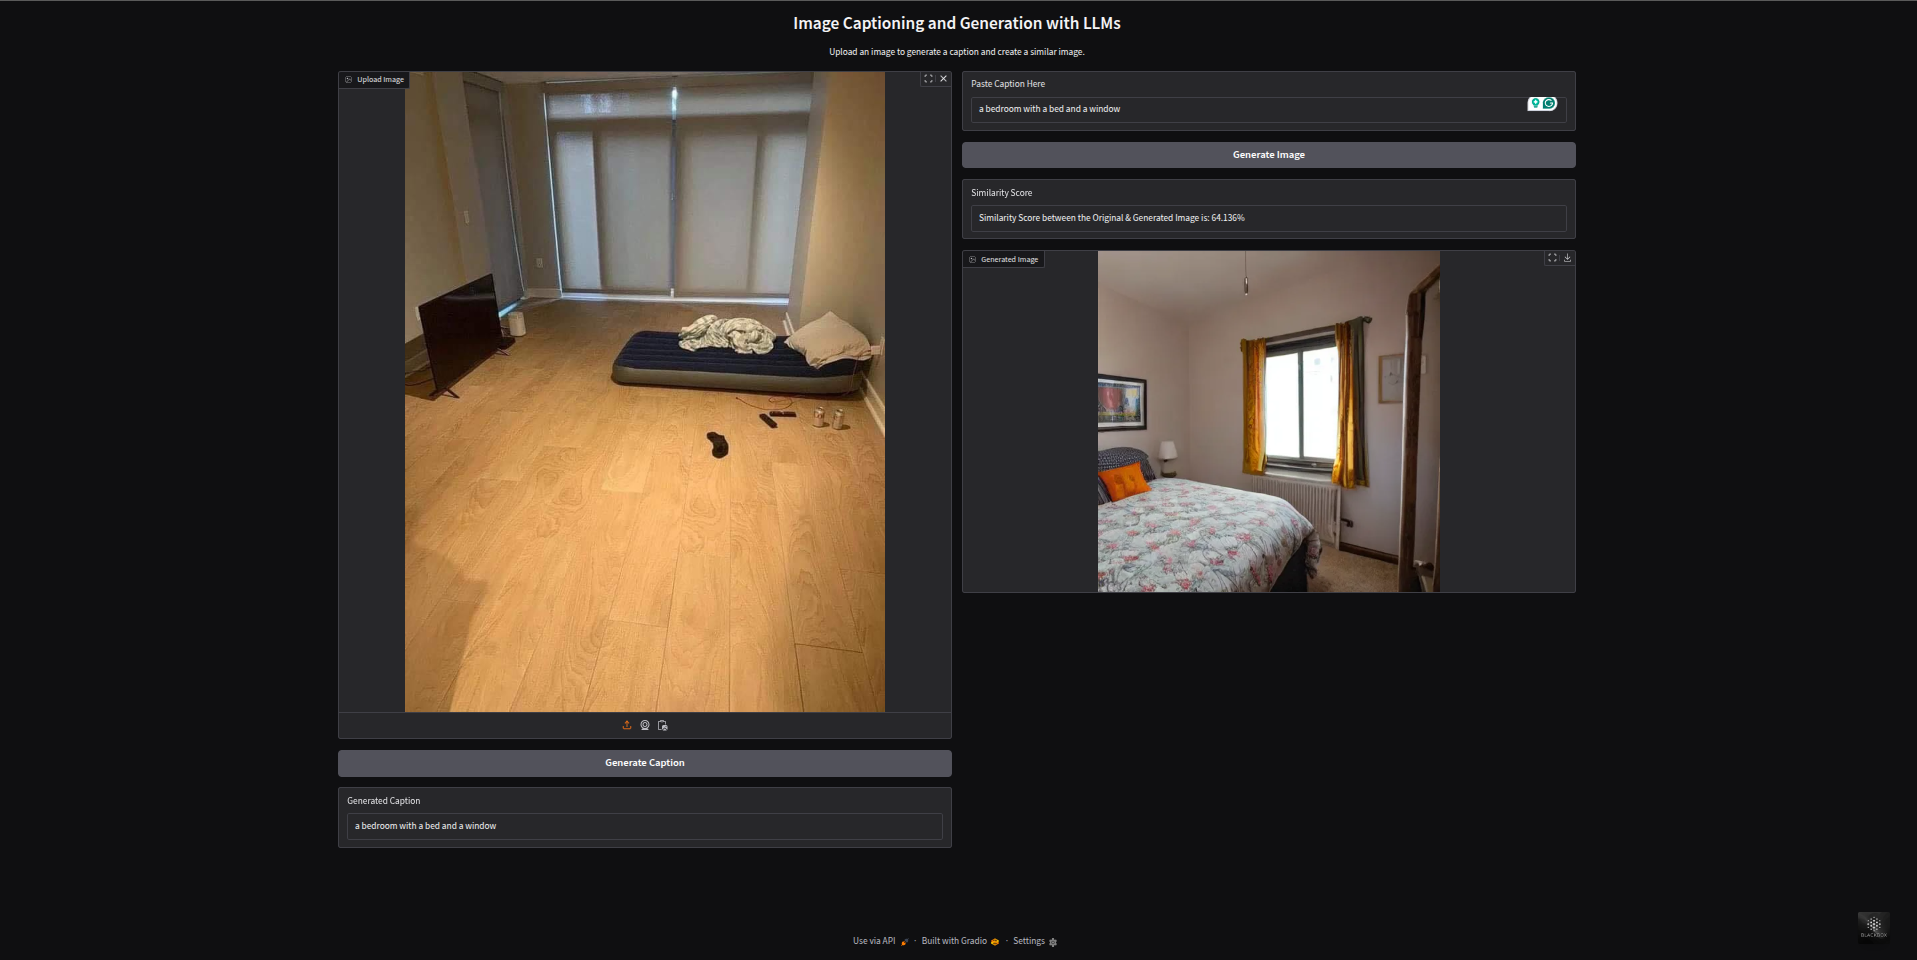 Image Captioning and Generation with LLMs
Upload an image to generate a caption and create a similar image.
Upload Image
Generate Caption
Generated Caption
a bedroom with a bed and a window
Paste Caption Here
a bedroom with a bed and a window
Generate Image
Similarity Score
Similarity Score between the Original & Generated Image is: 64.136%
Generated Image
Use via API · Built with Gradio · Settings
BLACKBOX